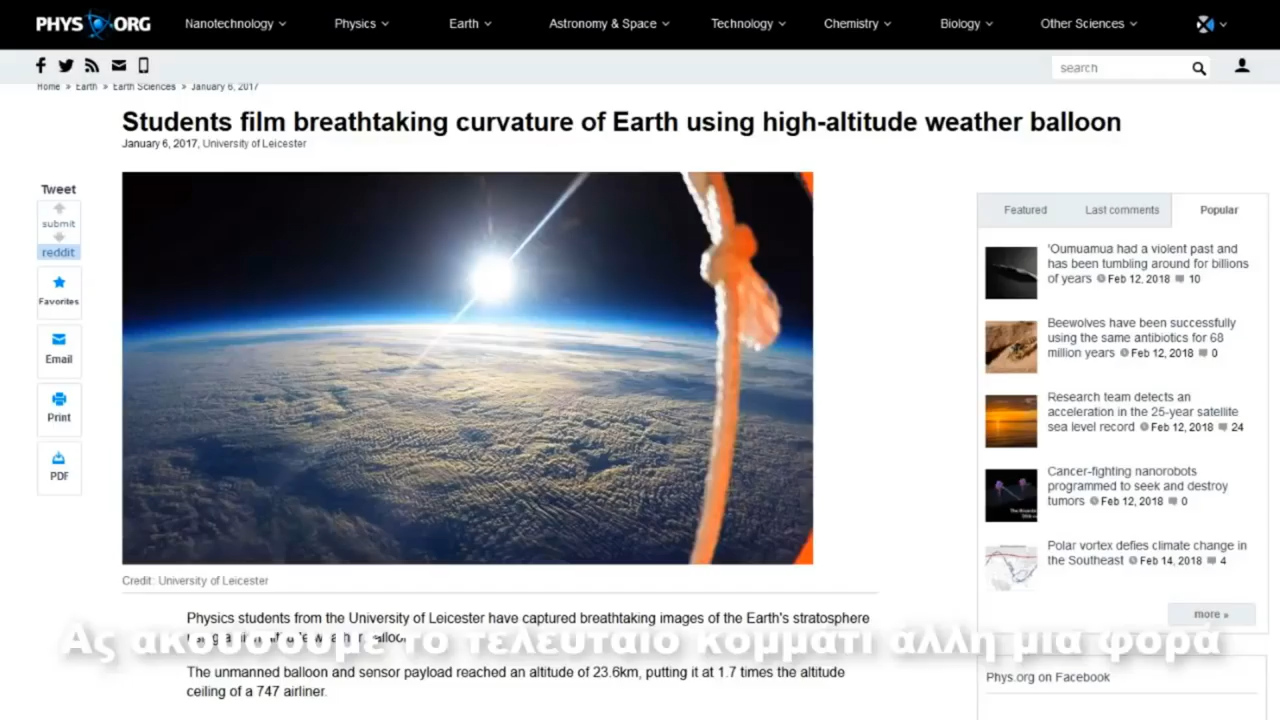 PHYS ORG
Nanotechnology
Physics
Earth
Astronomy & Space
Technology
Chemistry
Biology
Other Sciences
search
Home » Earth » Earth Sciences » January 6, 2017
Students film breathtaking curvature of Earth using high-altitude weather balloon
January 6, 2017, University of Leicester
Tweet
submit
reddit
Favorites
Email
Print
PDF
Credit: University of Leicester
Physics students from the University of Leicester have captured breathtaking images of the Earth's stratosphere
Ας ακούσουμε το τελευταίο κομμάτι άλλη μια φορά
The unmanned balloon and sensor payload reached an altitude of 23.6km, putting it at 1.7 times the altitude
ceiling of a 747 airliner.
Featured
Last comments
Popular
'Oumuamua had a violent past and
has been tumbling around for billions
of years Feb 12, 2018 10
Beewolves have been successfully
using the same antibiotics for 68
million years Feb 12, 2018 0
Research team detects an
acceleration in the 25-year satellite
sea level record Feb 12, 2018 24
Cancer-fighting nanorobots
programmed to seek and destroy
tumors Feb 12, 2018 0
Polar vortex defies climate change in
the Southeast Feb 14, 2018 4
more »
Phys.org on Facebook